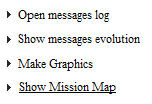 Open messages log
Show messages evolution
Make Graphics
Show Mission Map